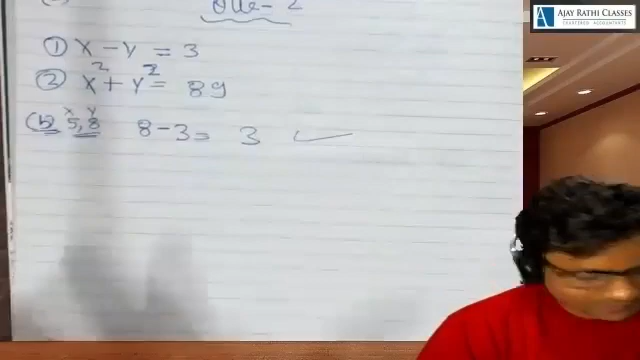 Que-2
AJAY RATHI CLASSES
CHARTERED ACCOUNTANTS
① x - y = 3
② x² + y² = 89
x y
(b) 5, 8 8 - 3 = 3